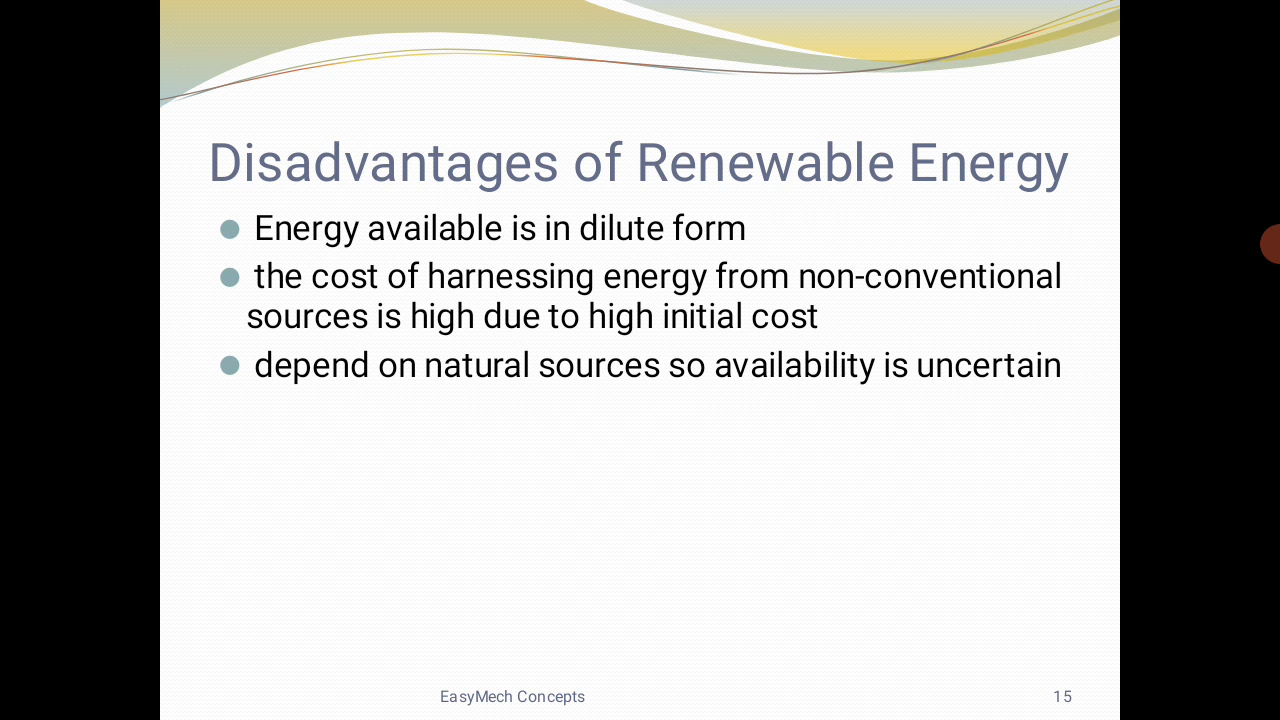 Disadvantages of Renewable Energy
Energy available is in dilute form
the cost of harnessing energy from non-conventional
sources is high due to high initial cost
depend on natural sources so availability is uncertain
EasyMech Concepts
15